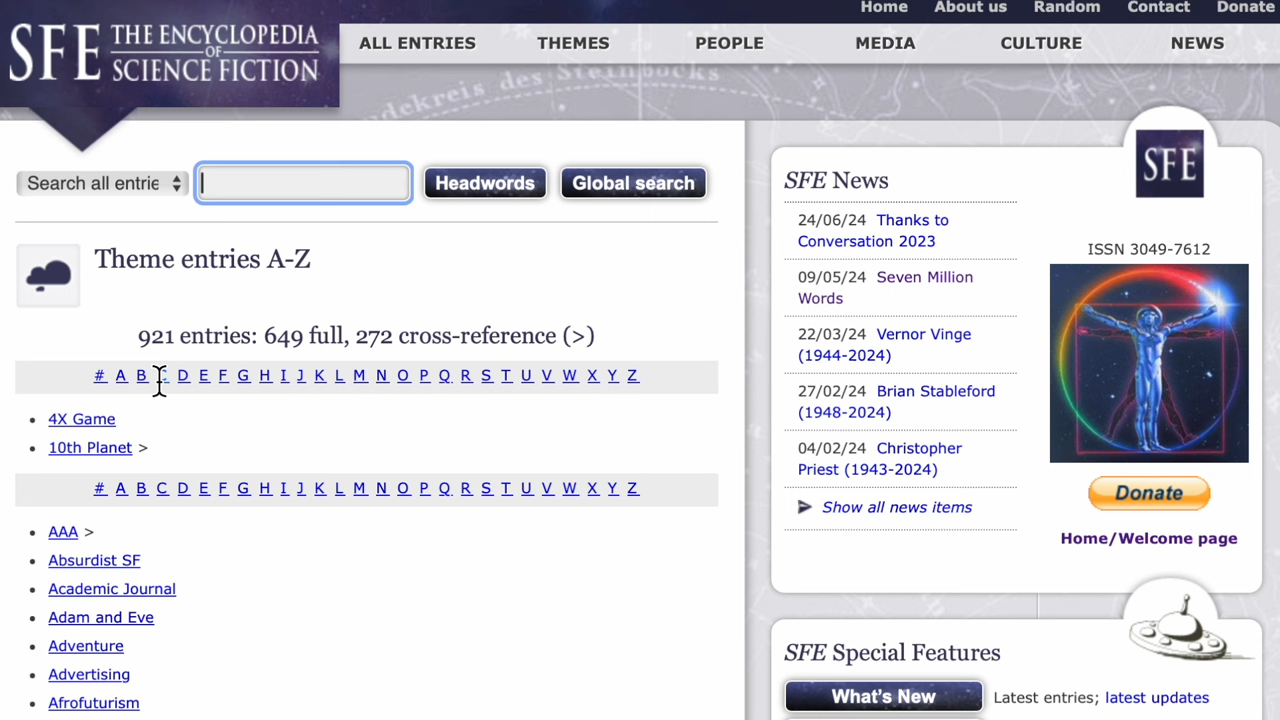 Home About us Random Contact Donate
SFE THE ENCYCLOPEDIA OF SCIENCE FICTION
ALL ENTRIES THEMES PEOPLE MEDIA CULTURE NEWS
dekreis des Steinbocks
Search all entrie Headwords Global search
Theme entries A-Z
921 entries: 649 full, 272 cross-reference (>)
# A B C D E F G H I J K L M N O P Q R S T U V W X Y Z
4X Game
10th Planet >
# A B C D E F G H I J K L M N O P Q R S T U V W X Y Z
AAA >
Absurdist SF
Academic Journal
Adam and Eve
Adventure
Advertising
Afrofuturism
SFE News
24/06/24 Thanks to
Conversation 2023
09/05/24 Seven Million
Words
22/03/24 Vernor Vinge
(1944-2024)
27/02/24 Brian Stableford
(1948-2024)
04/02/24 Christopher
Priest (1943-2024)
Show all news items
SFE
ISSN 3049-7612
Donate
Home/Welcome page
SFE Special Features
What's New Latest entries; latest updates